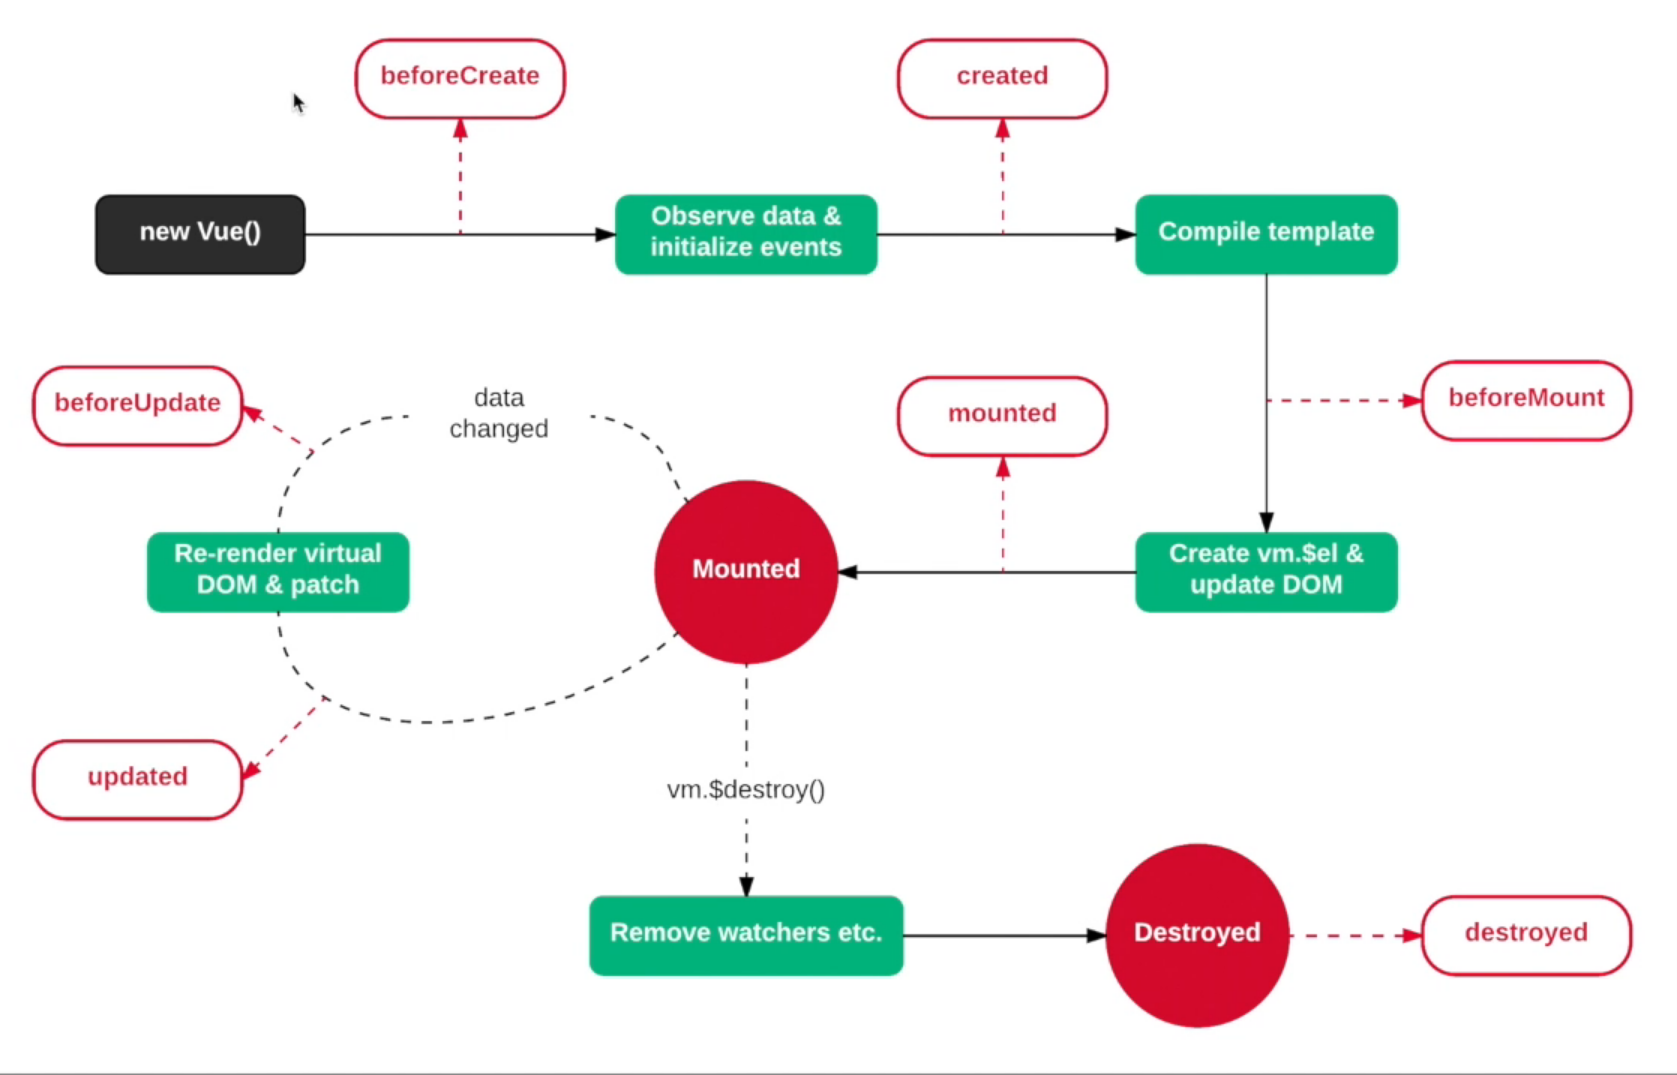 beforeCreate
created
new Vue()
Observe data &
initialize events
Compile template
beforeUpdate
data
changed
mounted
beforeMount
Re-render virtual
DOM & patch
Mounted
Create vm.$el &
update DOM
updated
vm.$destroy()
Remove watchers etc.
Destroyed
destroyed